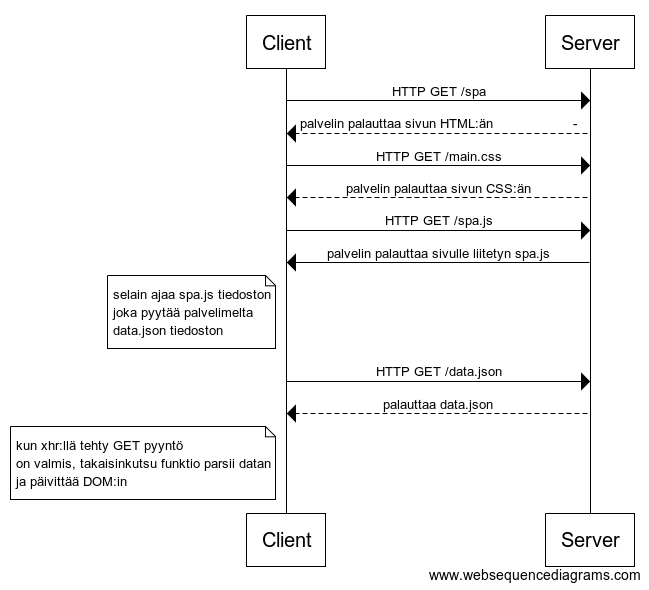 Client
Server
HTTP GET /spa
palvelin palauttaa sivun HTML:än -
HTTP GET /main.css
palvelin palauttaa sivun CSS:än
HTTP GET /spa.js
palvelin palauttaa sivulle liitetyn spa.js
selain ajaa spa.js tiedoston
joka pyytää palvelimelta
data.json tiedoston
HTTP GET /data.json
palauttaa data.json
kun xhr:llä tehty GET pyyntö
on valmis, takaisinkutsu funktio parsii datan
ja päivittää DOM:in
Client
Server
www.websequencediagrams.com